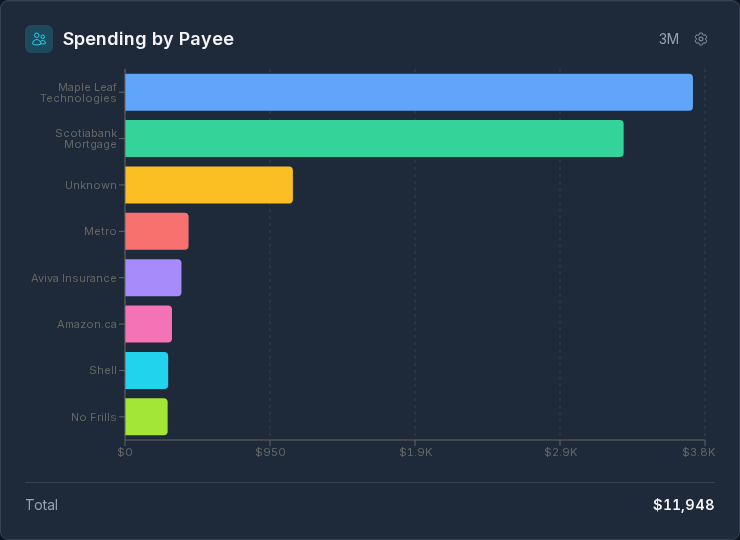 Spending by Payee
3M
Maple Leaf
Technologies
Scotiabank
Mortgage
Unknown
Metro
Aviva Insurance
Amazon.ca
Shell
No Frills
$0 $950 $1.9K $2.9K $3.8K
Total $11,948